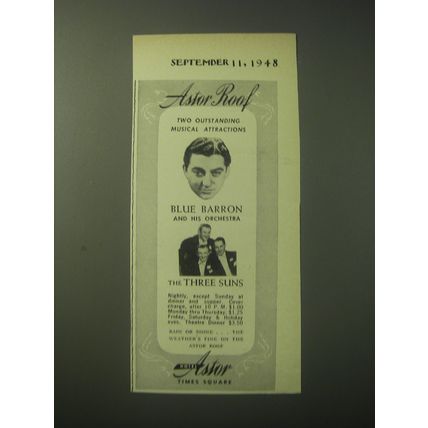 SEPTEMBER 11, 1948
Astor Roof
TWO OUTSTANDING
MUSICAL ATTRACTIONS
BLUE BARRON
AND HIS ORCHESTRA
THE THREE SUNS
Nightly, except Sunday at
dinner and supper. Cover
charge, after 10 P. M. $1.00
Monday thru Thursday, $1.25
Friday, Saturday & Holiday
eves. Theatre Dinner $3.50
RAIN OR SHINE . . . THE
WEATHER'S FINE ON THE
ASTOR ROOF
HOTEL Astor
TIMES SQUARE